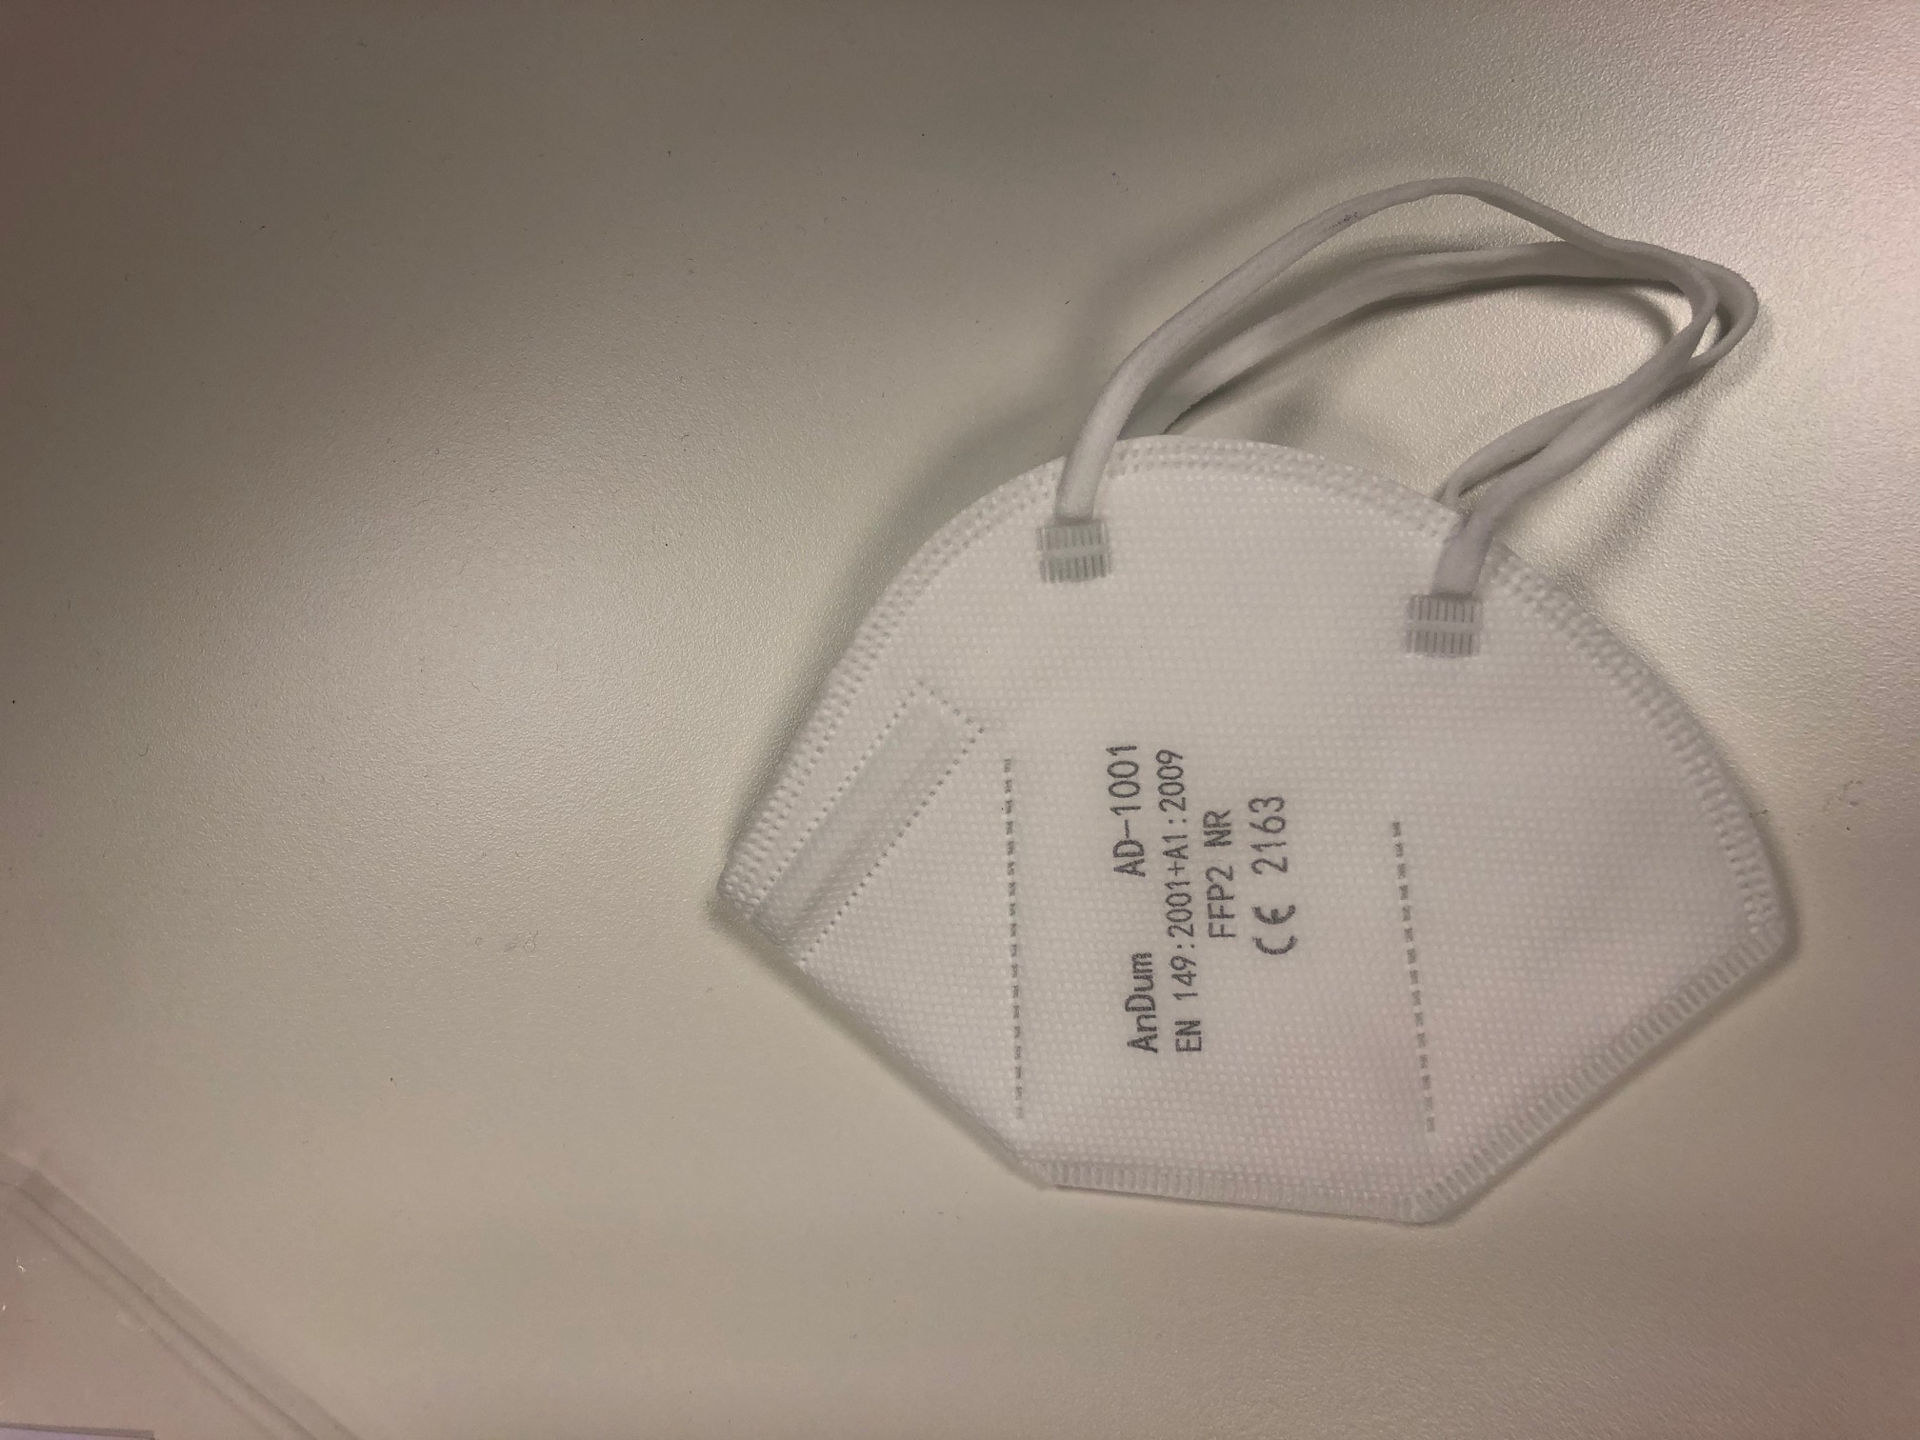 AnDum AD-1001
EN 149:2001+A1:2009
FFP2 NR
CE 2163